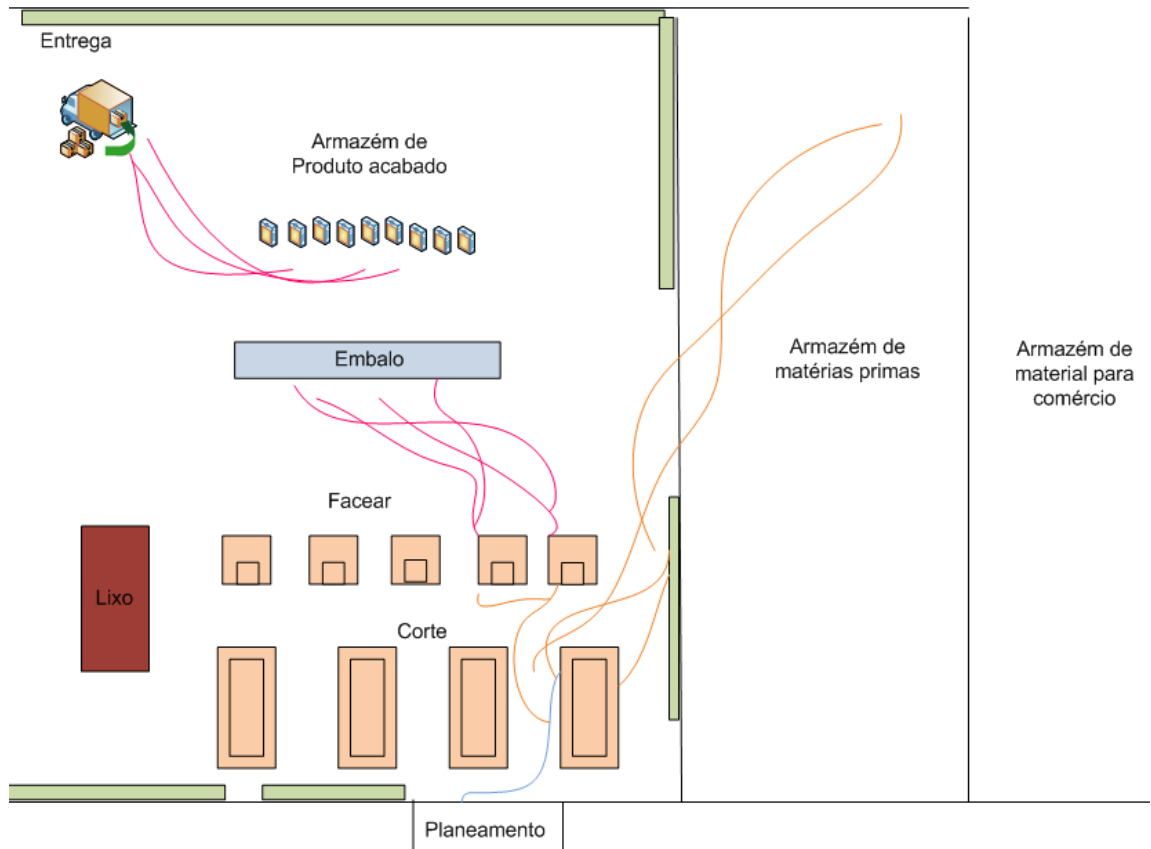 Entrega
Armazém de
Produto acabado
Embalo
Armazém de
matérias primas
Armazém de
material para
comércio
Facear
Lixo
Corte
Planeamento